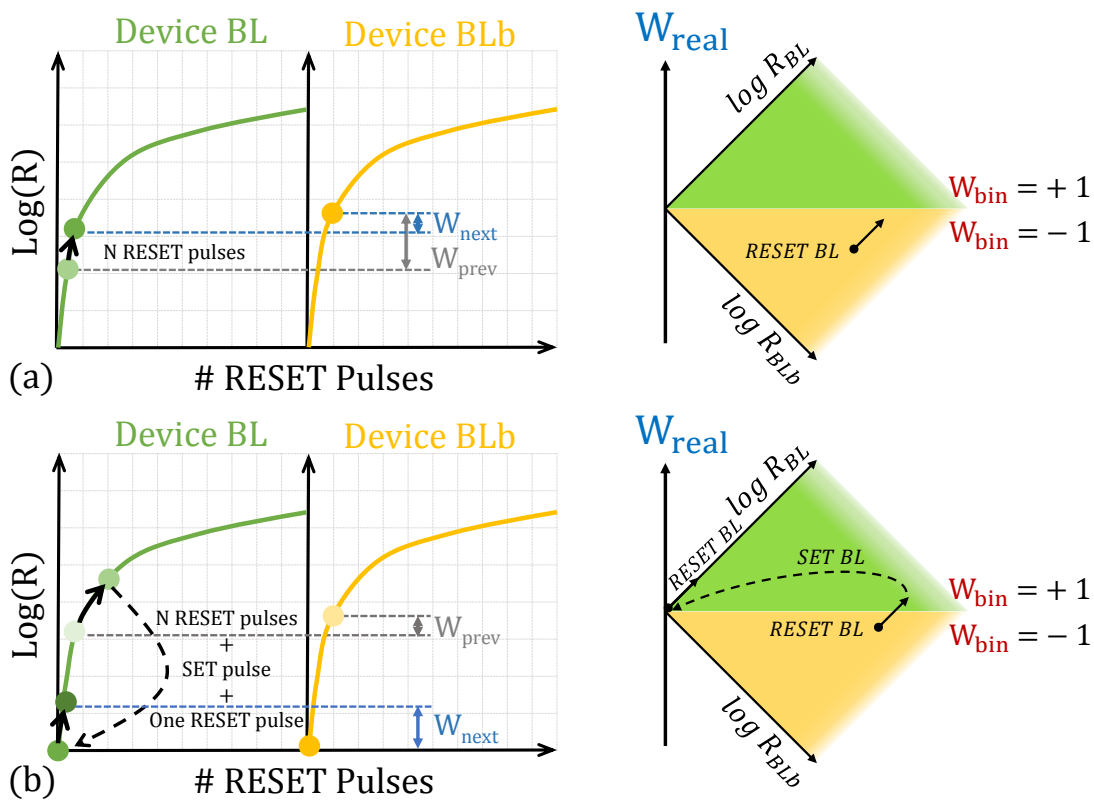 Device BL
Device BLb
Log(R)
N RESET pulses
W_next
W_prev
# RESET Pulses
(a)
W_real
log R_BL
W_bin = + 1
W_bin = − 1
RESET BL
log R_BLb
Device BL
Device BLb
Log(R)
N RESET pulses
+
SET pulse
+
One RESET pulse
W_prev
W_next
# RESET Pulses
(b)
W_real
log R_BL
RESET BL
SET BL
W_bin = + 1
W_bin = − 1
RESET BL
log R_BLb